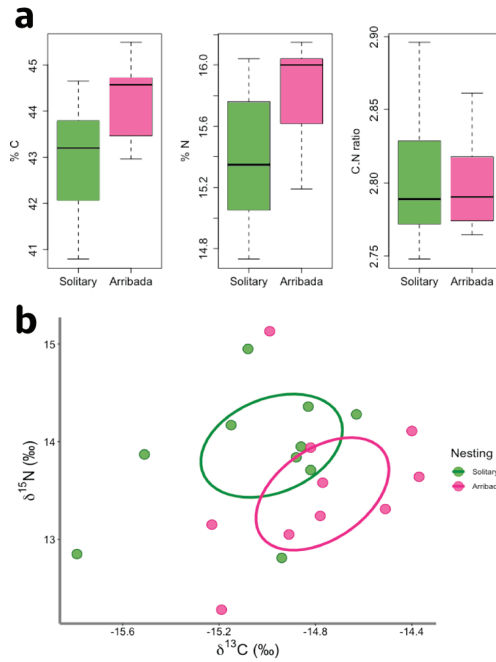 a
% C
41
42
43
44
45
Solitary
Arribada
% N
14.8
15.2
15.6
16.0
Solitary
Arribada
C.N ratio
2.75
2.80
2.85
2.90
Solitary
Arribada
b
δ15N (‰)
15
14
13
-15.6
-15.2
-14.8
-14.4
δ13C (‰)
Nesting
Solitary
Arribada